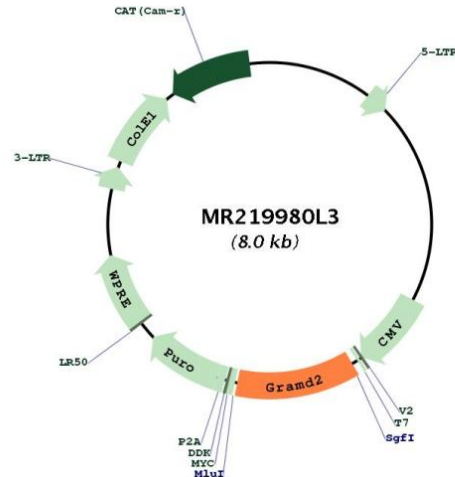 CAT(Cam-r)
5-LTR
ColE1
3-LTR
MR219980L3
(8.0 kb)
WPRE
CMV
LR50
Puro
Gramd2
V2
T7
SgfI
P2A
DDK
MYC
MluI